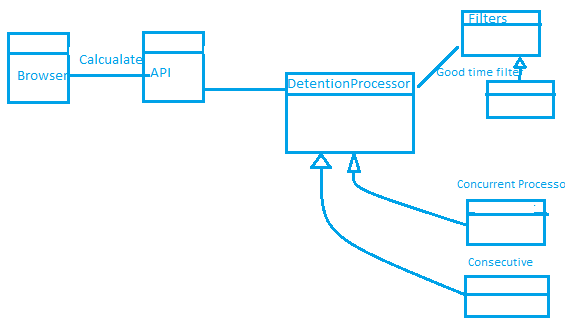 Filters
Calcualate
Browser
API
Good time filter
DetentionProcessor
Concurrent Processo
Consecutive